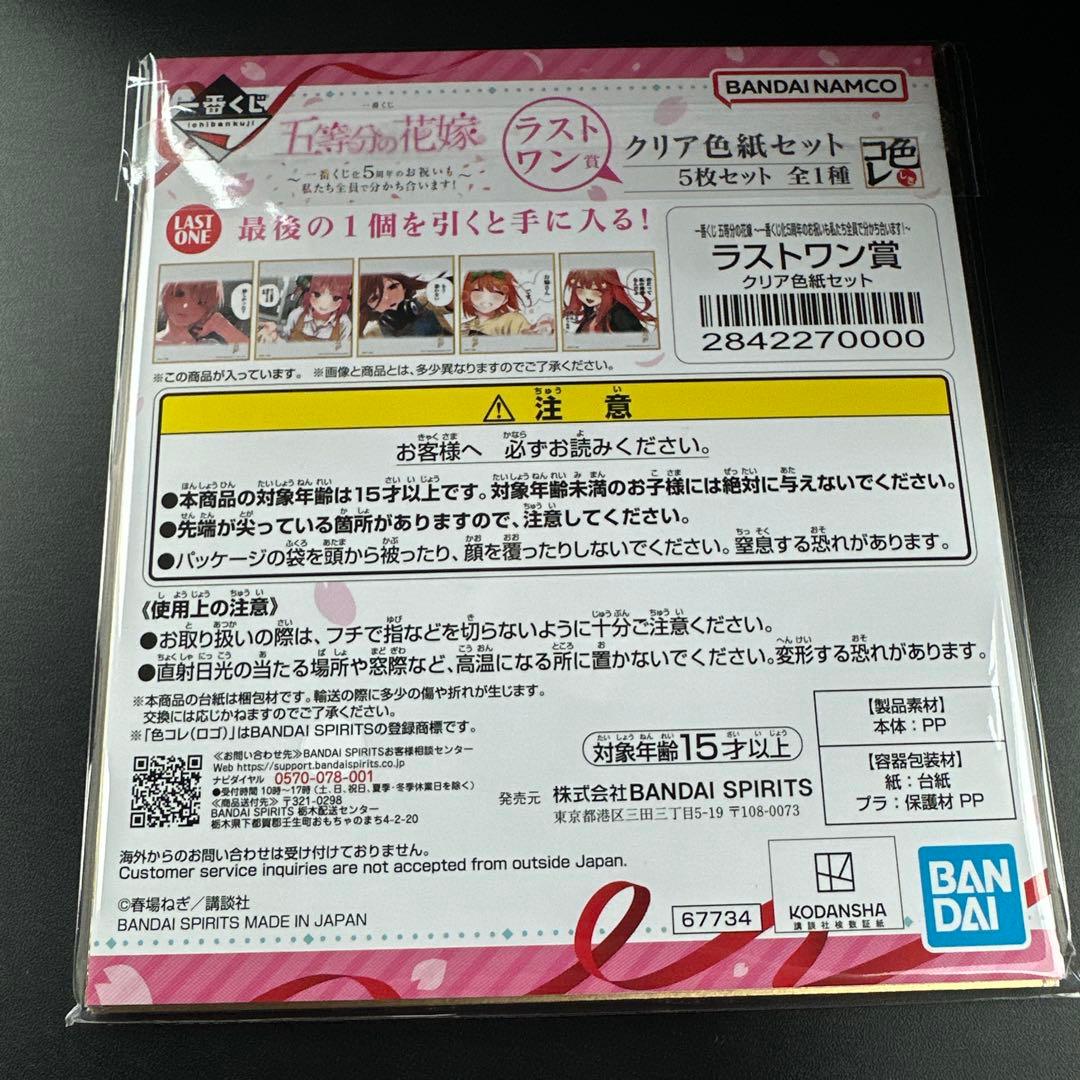 BANDAI NAMCO
一番くじ
ichibankuji
一番くじ
五等分の花嫁
～一番くじ化5周年のお祝いも
私たち全員で分かち合います！～
ラスト
ワン賞
クリア色紙セット
5枚セット 全1種
色コレ
LAST
ONE
最後の1個を引くと手に入る！
一番くじ 五等分の花嫁 ～一番くじ化5周年のお祝いも私たち全員で分かち合います！～
ラストワン賞
クリア色紙セット
2842270000
※この商品が入っています。 ※画像と商品とは、多少異なりますのでご了承ください。
⚠注意
お客様へ 必ずお読みください。
●本商品の対象年齢は15才以上です。対象年齢未満のお子様には絶対に与えないでください。
●先端が尖っている箇所がありますので、注意してください。
●パッケージの袋を頭から被ったり、顔を覆ったりしないでください。窒息する恐れがあります。
《使用上の注意》
●お取り扱いの際は、フチで指などを切らないように十分ご注意ください。
●直射日光の当たる場所や窓際など、高温になる所に置かないでください。変形する恐れがあります。
※本商品の台紙は梱包材です。輸送の際に多少の傷や折れが生じます。
交換には応じかねますのでご了承ください。
※「色コレ(ロゴ)」はBANDAI SPIRITSの登録商標です。
≪お問い合わせ先≫BANDAI SPIRITSお客様相談センター
Web https://support.bandaispirits.co.jp
ナビダイヤル 0570-078-001
●受付時間 10時～17時(土、日、祝日、夏季・冬季休業日を除く)
≪商品送付先≫ 〒321-0298
BANDAI SPIRITS 栃木配送センター
栃木県下都賀郡壬生町おもちゃのまち4-2-20
対象年齢15才以上
発売元 株式会社BANDAI SPIRITS
東京都港区三田三丁目5-19 〒108-0073
【製品素材】
本体：PP
【容器包装材】
紙：台紙
プラ：保護材 PP
海外からのお問い合わせは受け付けておりません。
Customer service inquiries are not accepted from outside Japan.
©春場ねぎ／講談社
BANDAI SPIRITS MADE IN JAPAN
67734
KODANSHA
講談社検数証紙
BAN
DAI